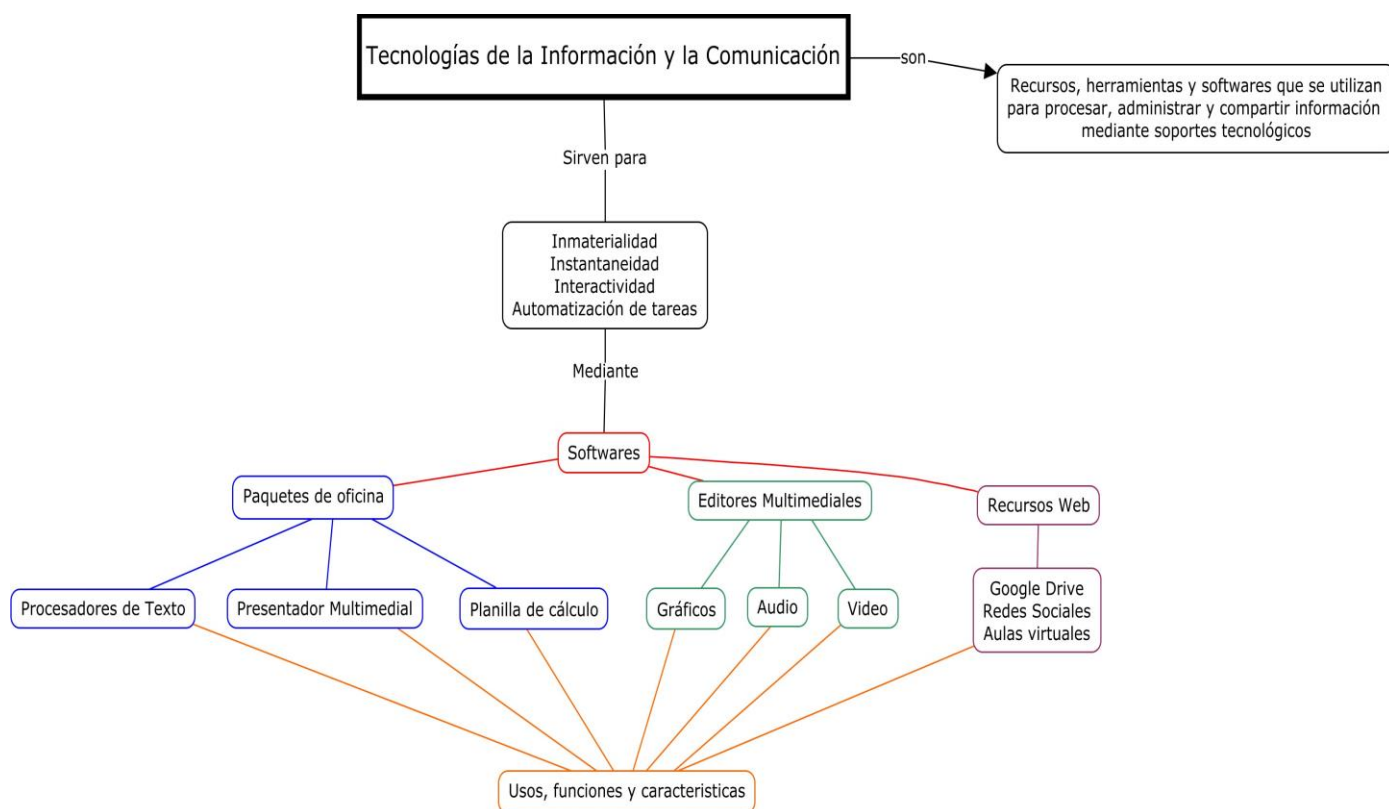 Tecnologías de la Información y la Comunicación
son
Recursos, herramientas y softwares que se utilizan
para procesar, administrar y compartir información
mediante soportes tecnológicos
Sirven para
Inmaterialidad
Instantaneidad
Interactividad
Automatización de tareas
Mediante
Softwares
Paquetes de oficina
Editores Multimediales
Recursos Web
Procesadores de Texto
Presentador Multimedial
Planilla de cálculo
Gráficos
Audio
Video
Google Drive
Redes Sociales
Aulas virtuales
Usos, funciones y caracteristicas